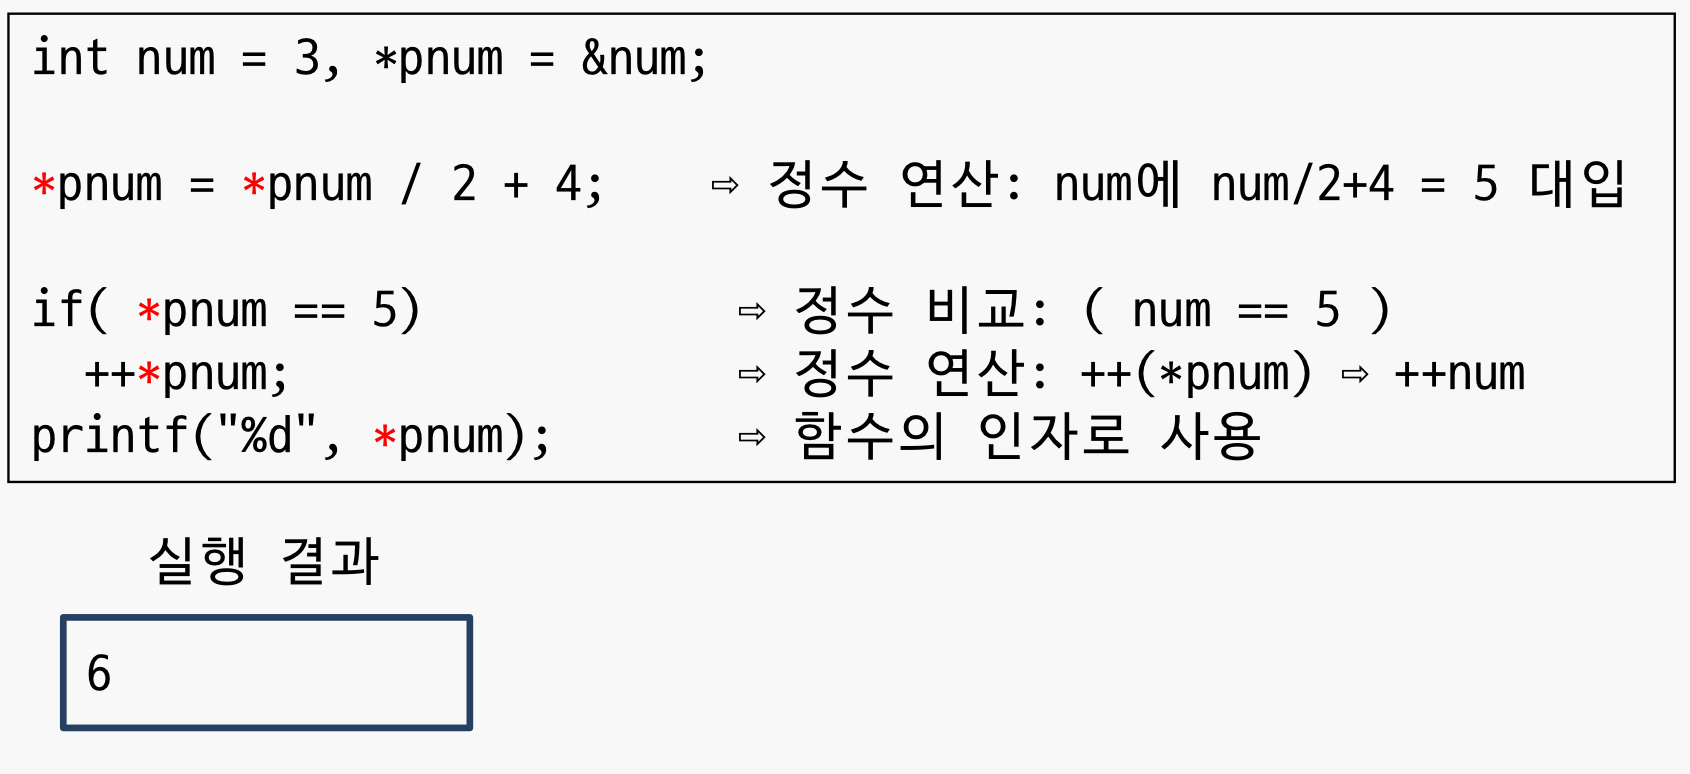 int num = 3, *pnum = &num;
*pnum = *pnum / 2 + 4; ⇨ 정수 연산: num에 num/2+4 = 5 대입
if( *pnum == 5) ⇨ 정수 비교: ( num == 5 )
++*pnum; ⇨ 정수 연산: ++(*pnum) ⇨ ++num
printf("%d", *pnum); ⇨ 함수의 인자로 사용
실행 결과
6